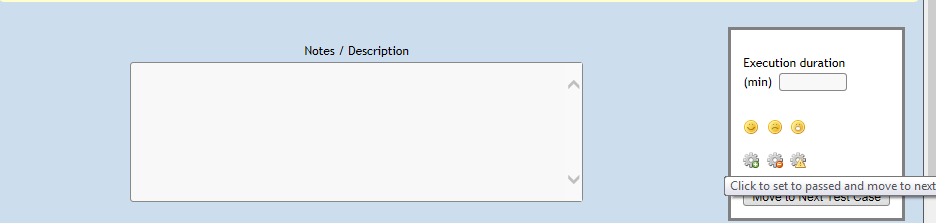 Notes / Description
Execution duration
(min)
Click to set to passed and move to next
Move to Next Test Case